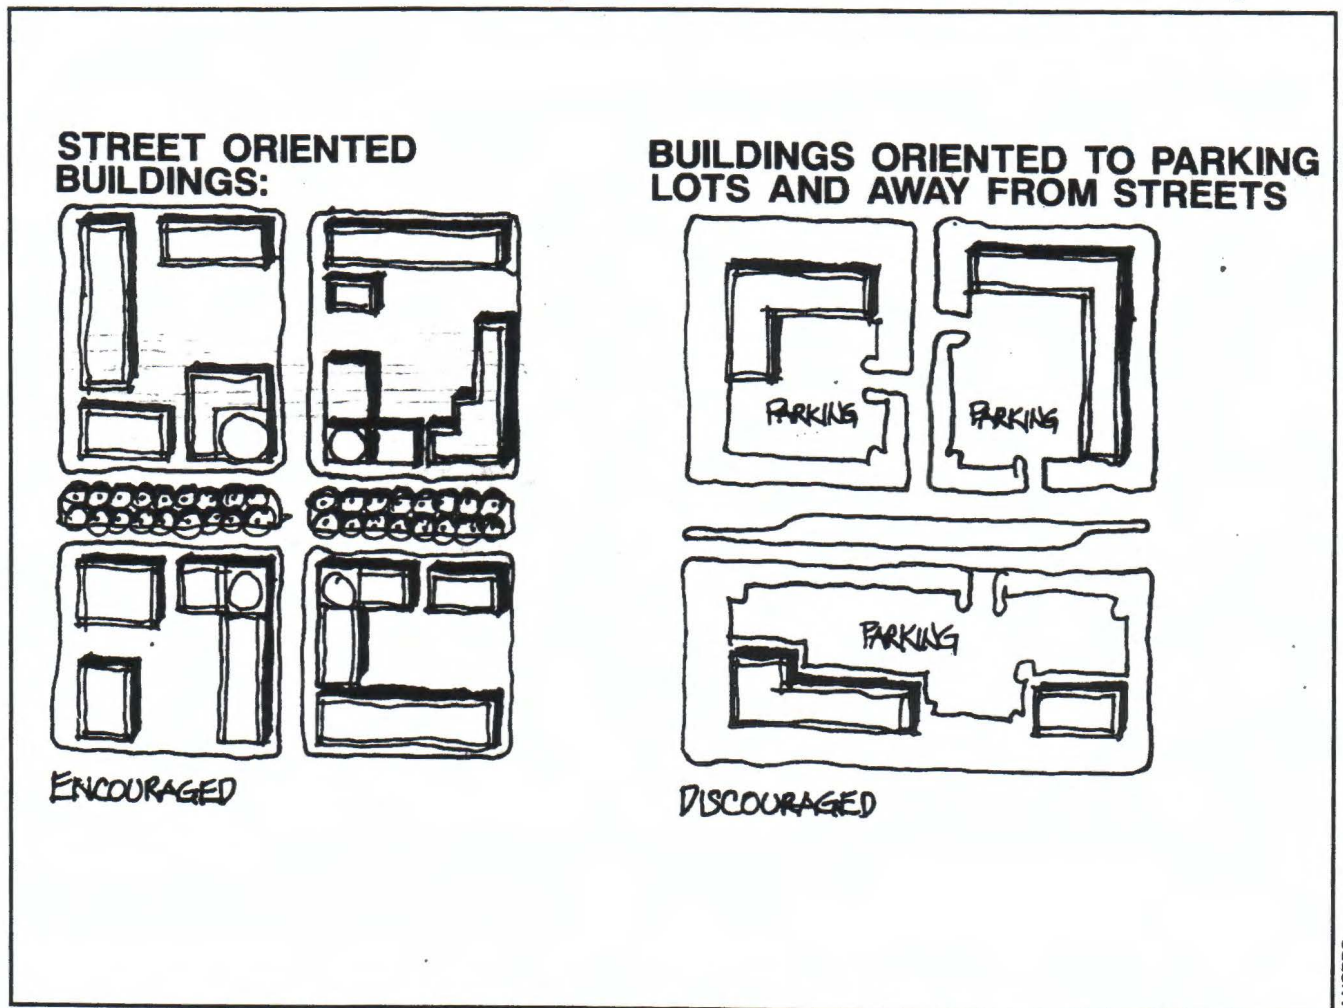 STREET ORIENTED
BUILDINGS:
ENCOURAGED
BUILDINGS ORIENTED TO PARKING
LOTS AND AWAY FROM STREETS
PARKING
PARKING
PARKING
DISCOURAGED